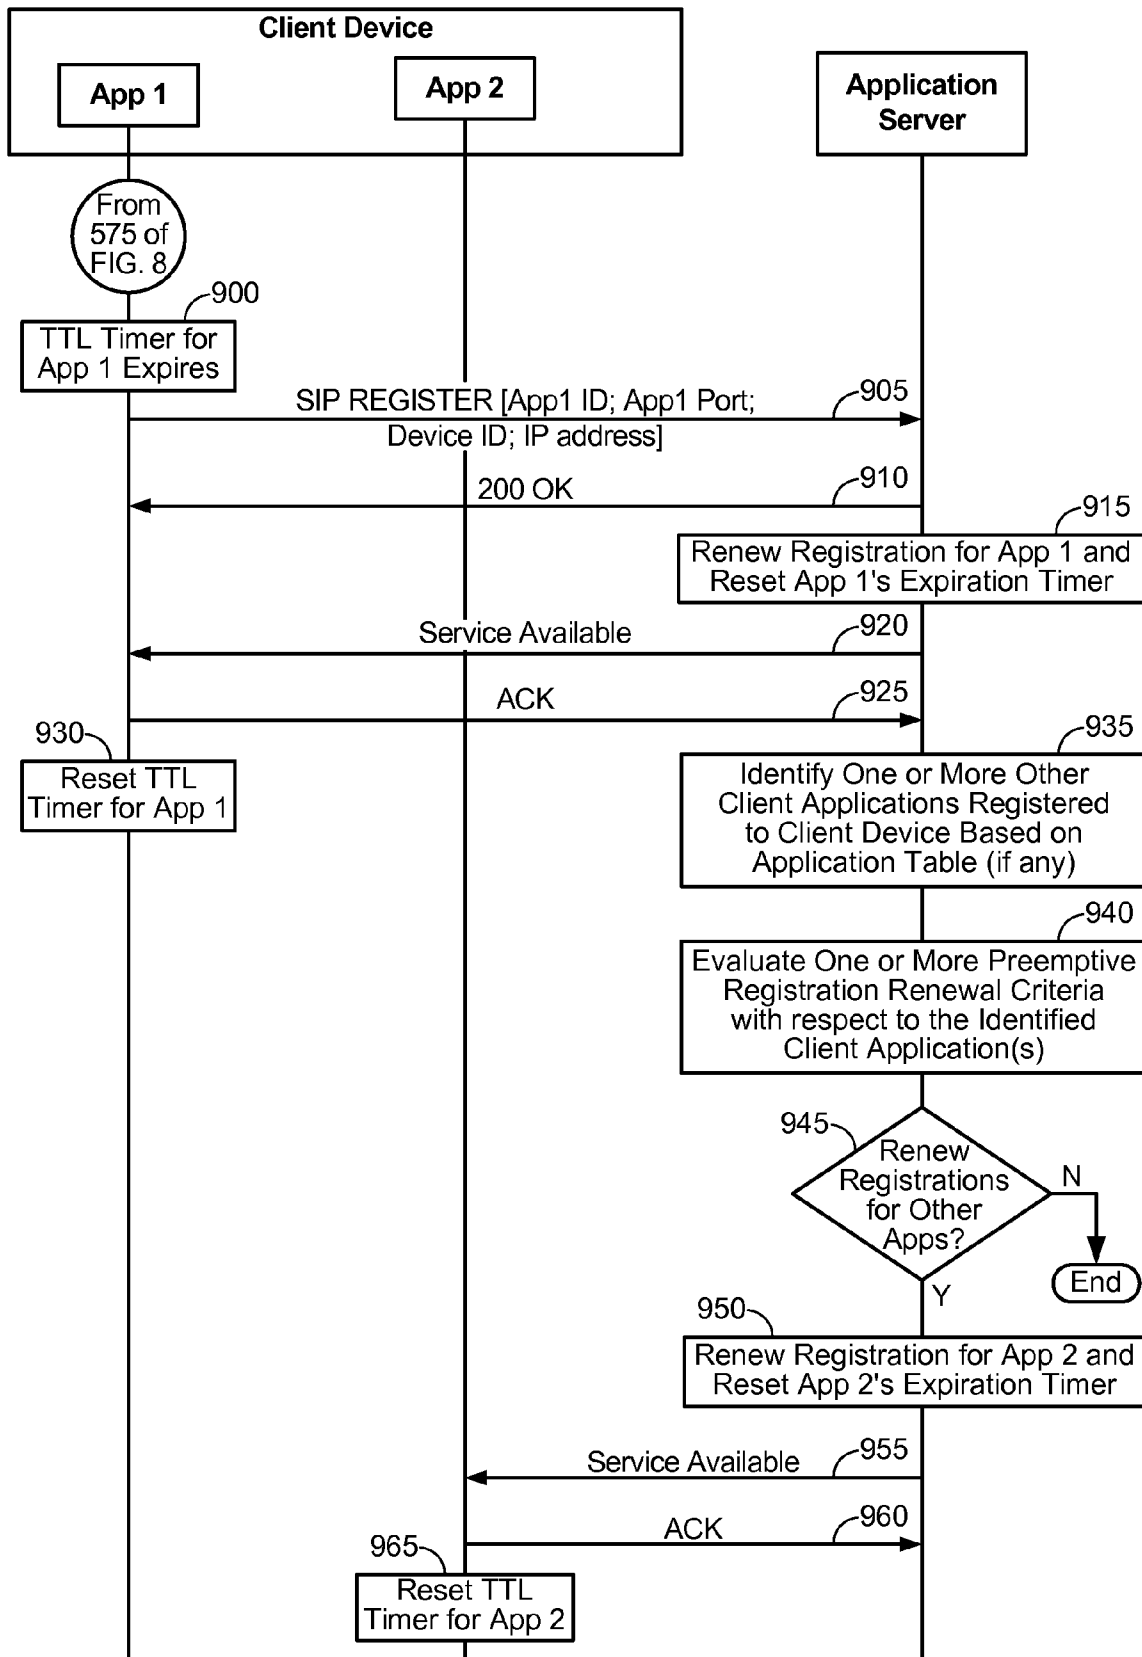 Client Device
App 1
App 2
Application
Server
From
575 of
FIG. 8
900
TTL Timer for
App 1 Expires
SIP REGISTER [App1 ID; App1 Port;
Device ID; IP address]
905
200 OK
910
915
Renew Registration for App 1 and
Reset App 1's Expiration Timer
Service Available
920
ACK
925
930
Reset TTL
Timer for App 1
935
Identify One or More Other
Client Applications Registered
to Client Device Based on
Application Table (if any)
940
Evaluate One or More Preemptive
Registration Renewal Criteria
with respect to the Identified
Client Application(s)
945
Renew
Registrations
for Other
Apps?
N
End
Y
950
Renew Registration for App 2 and
Reset App 2's Expiration Timer
Service Available
955
ACK
960
965
Reset TTL
Timer for App 2